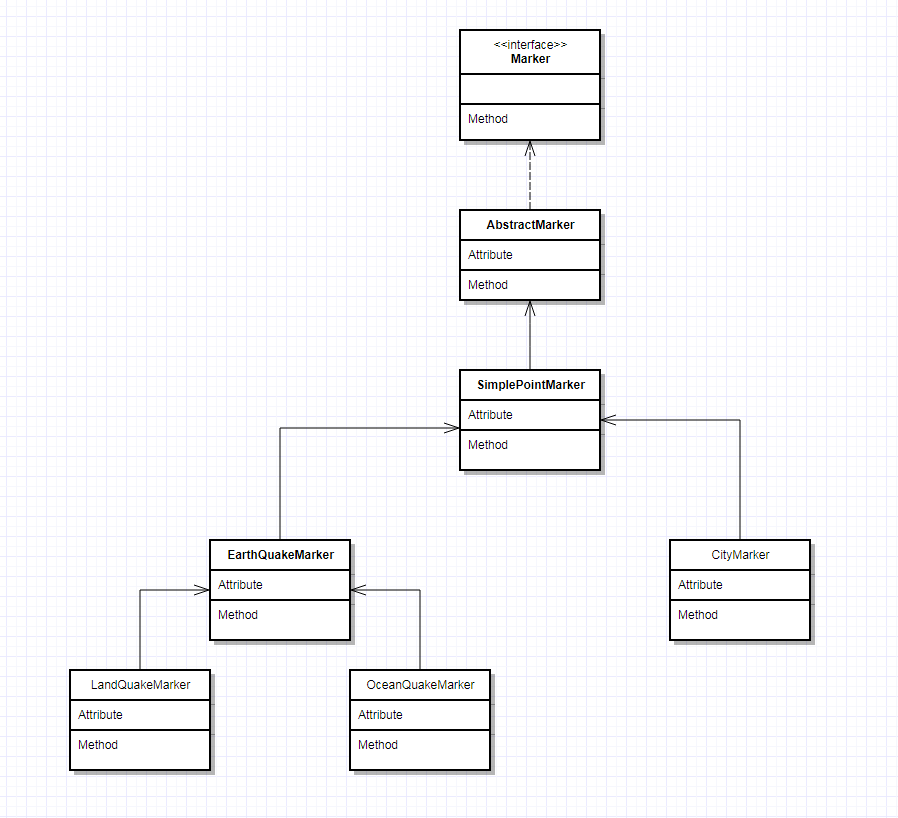 <<interface>>
Marker
Method
AbstractMarker
Attribute
Method
SimplePointMarker
Attribute
Method
EarthQuakeMarker
Attribute
Method
CityMarker
Attribute
Method
LandQuakeMarker
Attribute
Method
OceanQuakeMarker
Attribute
Method